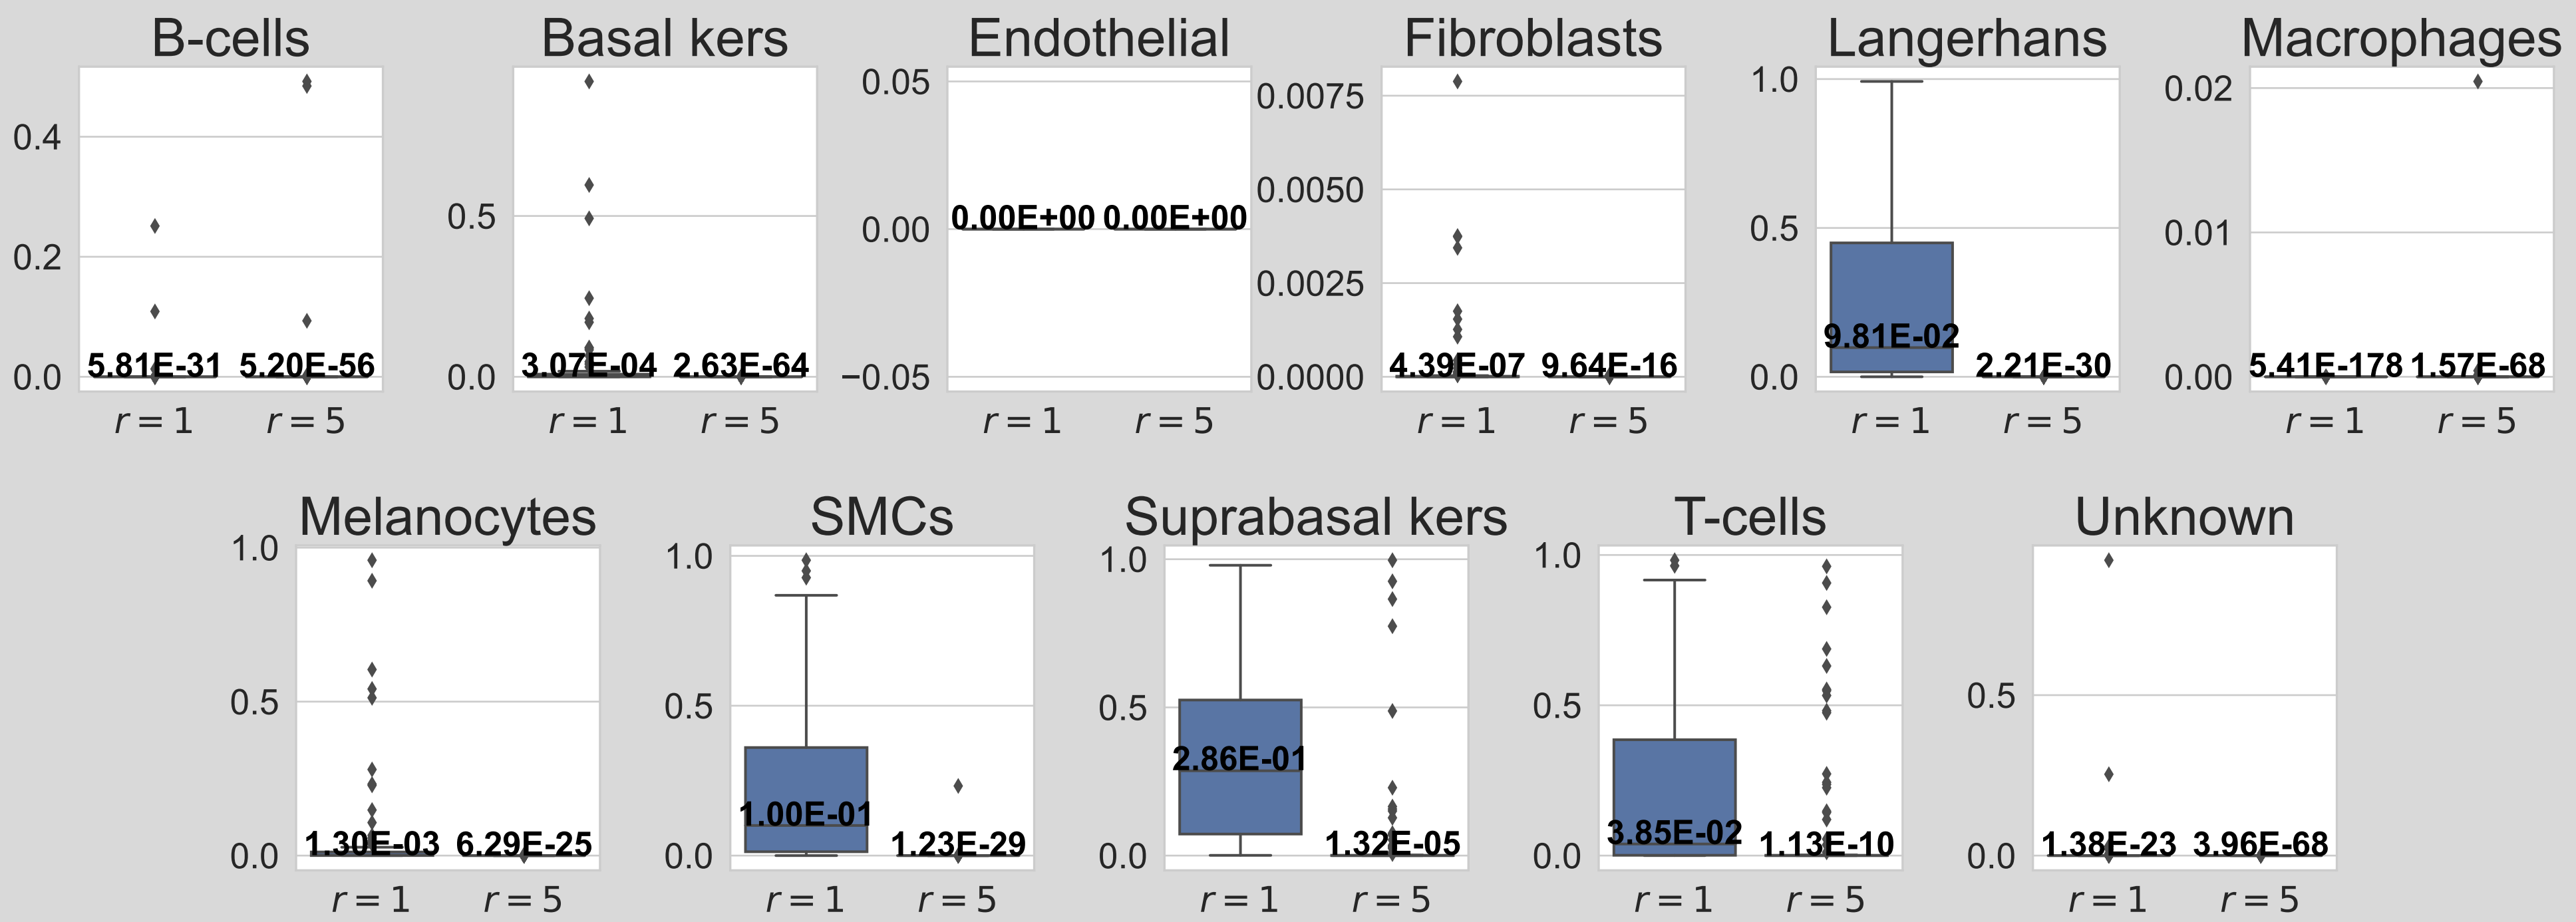 B-cells Basal kers Endothelial Fibroblasts Langerhans Macrophages
0.4
0.2
0.0
5.81E-31 5.20E-56
r = 1 r = 5
0.5
0.0
3.07E-04 2.63E-64
r = 1 r = 5
0.05
0.00
−0.05
0.00E+00 0.00E+00
r = 1 r = 5
0.0075
0.0050
0.0025
0.0000
4.39E-07 9.64E-16
r = 1 r = 5
1.0
0.5
0.0
9.81E-02 2.21E-30
r = 1 r = 5
0.02
0.01
0.00
5.41E-178 1.57E-68
r = 1 r = 5
Melanocytes SMCs Suprabasal kers T-cells Unknown
1.0
0.5
0.0
1.30E-03 6.29E-25
r = 1 r = 5
1.0
0.5
0.0
1.00E-01 1.23E-29
r = 1 r = 5
1.0
0.5
0.0
2.86E-01 1.32E-05
r = 1 r = 5
1.0
0.5
0.0
3.85E-02 1.13E-10
r = 1 r = 5
0.5
0.0
1.38E-23 3.96E-68
r = 1 r = 5